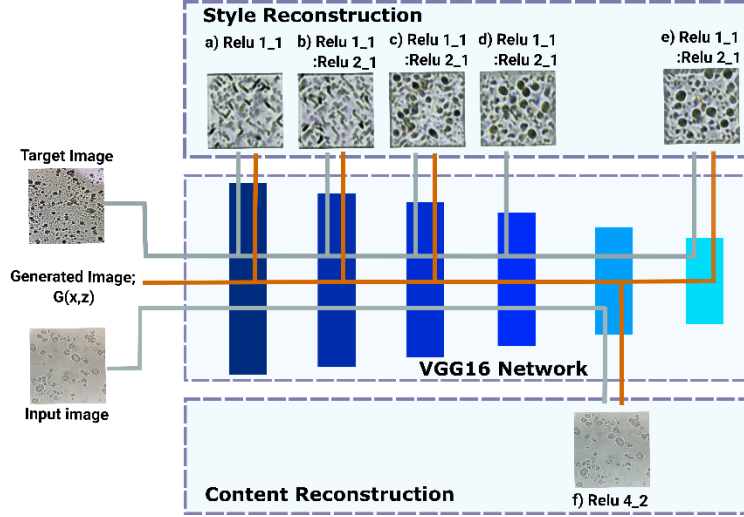 Style Reconstruction
a) Relu 1_1
b) Relu 1_1
:Relu 2_1
c) Relu 1_1
:Relu 2_1
d) Relu 1_1
:Relu 2_1
e) Relu 1_1
:Relu 2_1
Target Image
Generated Image;
G(x,z)
Input image
VGG16 Network
Content Reconstruction
f) Relu 4_2